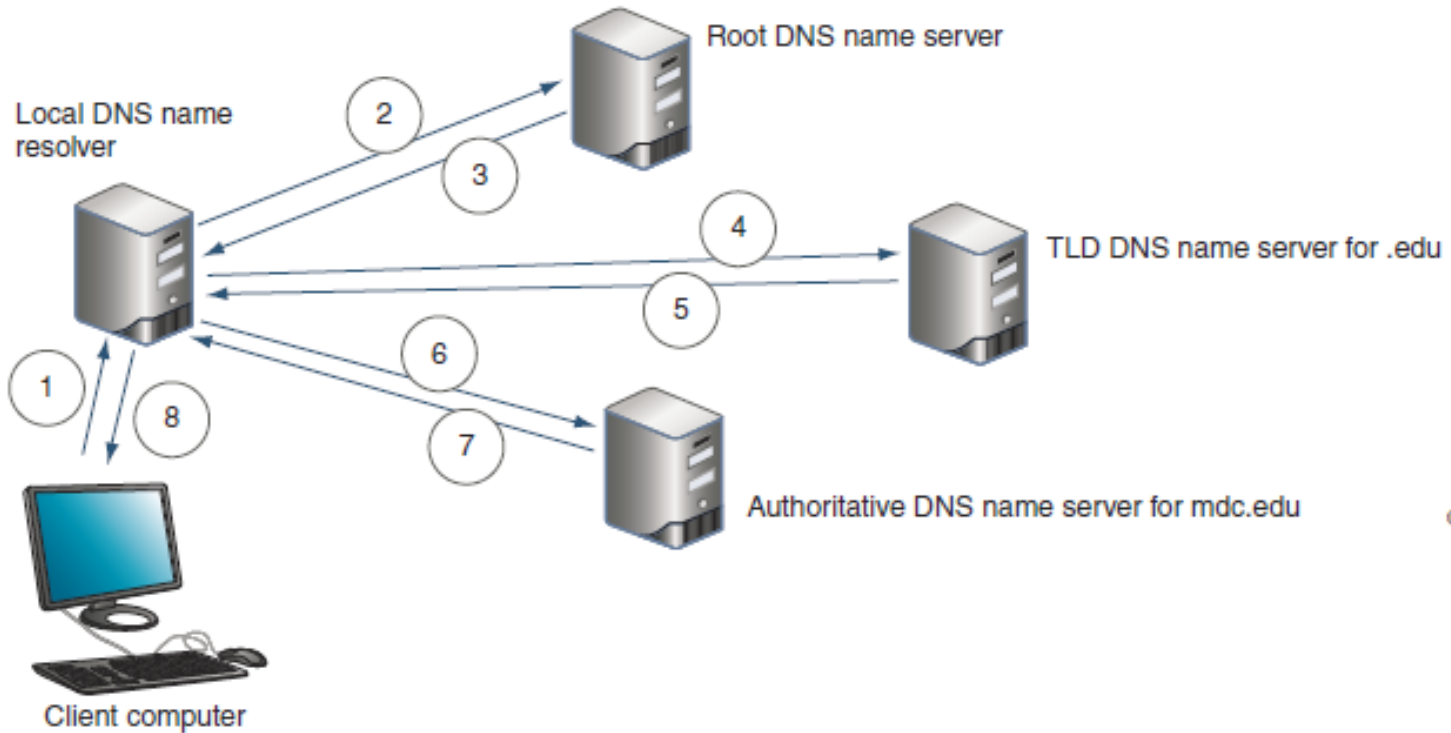 Root DNS name server
Local DNS name
resolver
2
3
4
TLD DNS name server for .edu
5
6
1
8
7
Authoritative DNS name server for mdc.edu
Client computer